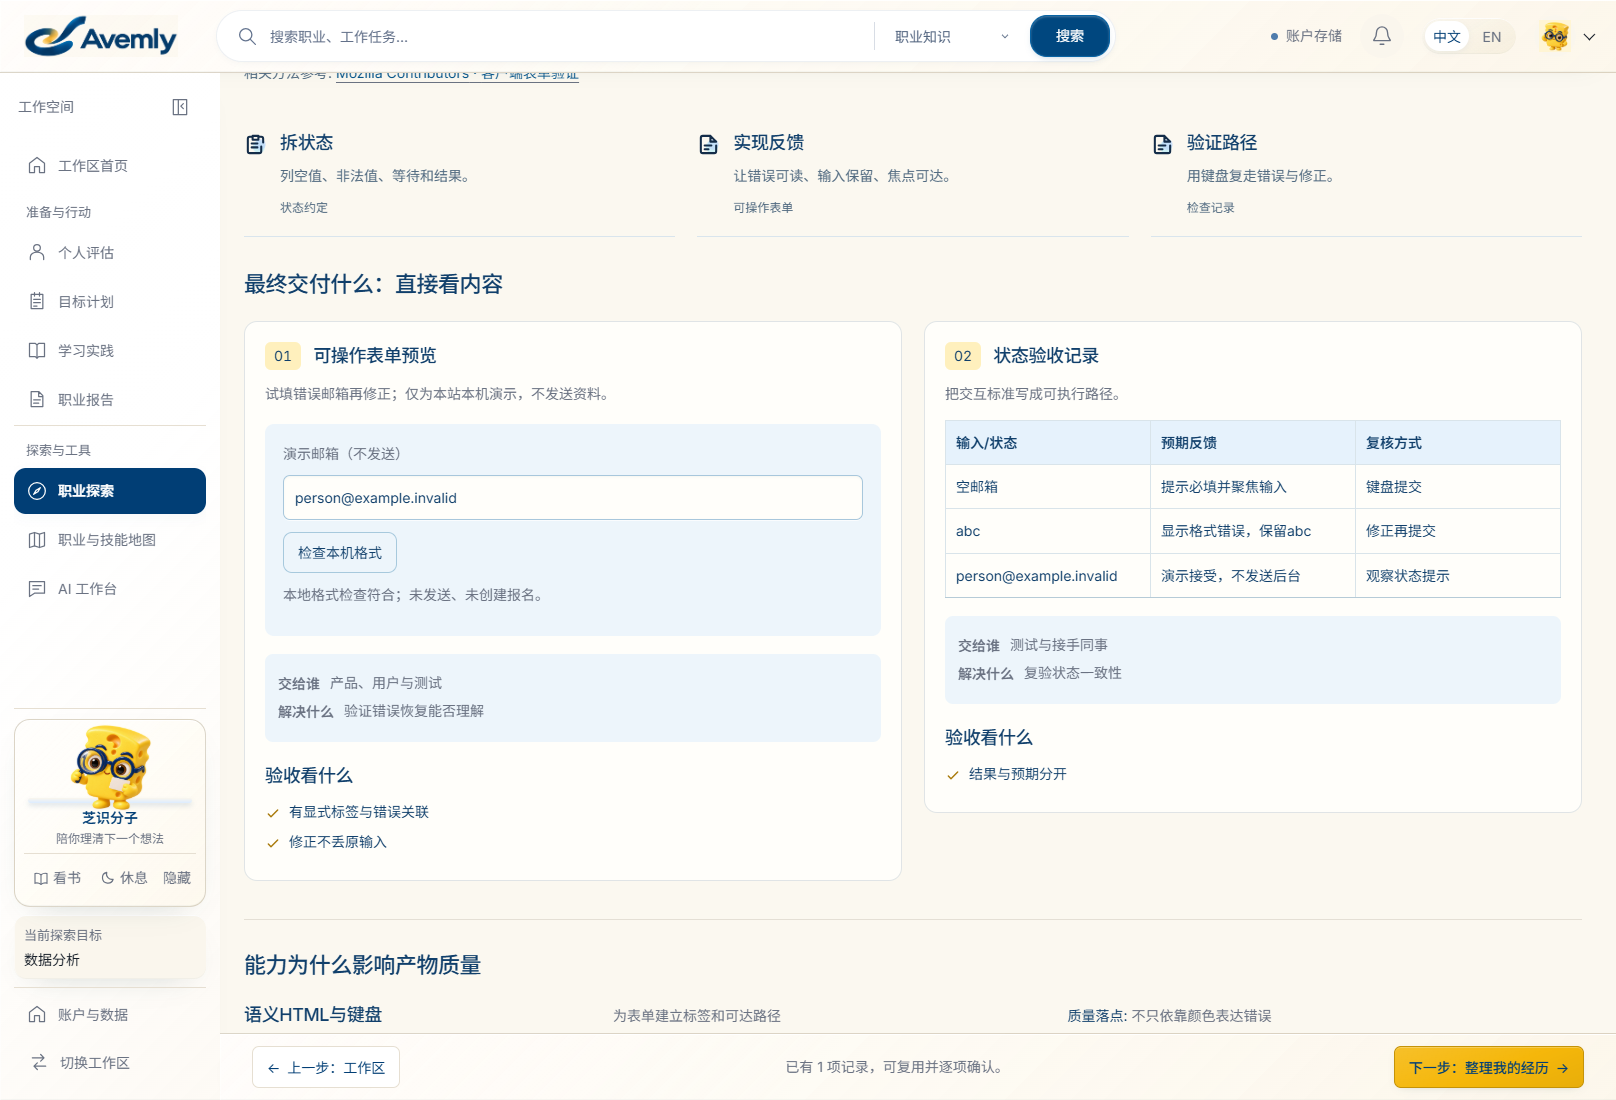 Avemly
搜索职业、工作任务...
职业知识
搜索
账户存储
中文
EN
工作空间
工作区首页
准备与行动
个人评估
目标计划
学习实践
职业报告
探索与工具
职业探索
职业与技能地图
AI 工作台
芝识分子
陪你理清下一个想法
看书
休息
隐藏
当前探索目标
数据分析
账户与数据
切换工作区
相关方法参考: Mozilla Contributors · 客户端表单验证
拆状态
列空值、非法值、等待和结果。
状态约定
实现反馈
让错误可读、输入保留、焦点可达。
可操作表单
验证路径
用键盘复走错误与修正。
检查记录
最终交付什么：直接看内容
01 可操作表单预览
试填错误邮箱再修正；仅为本站本机演示，不发送资料。
演示邮箱（不发送）
person@example.invalid
检查本机格式
本地格式检查符合；未发送、未创建报名。
交给谁 产品、用户与测试
解决什么 验证错误恢复能否理解
验收看什么
有显式标签与错误关联
修正不丢原输入
02 状态验收记录
把交互标准写成可执行路径。
输入/状态 预期反馈 复核方式
空邮箱 提示必填并聚焦输入 键盘提交
abc 显示格式错误，保留abc 修正再提交
person@example.invalid 演示接受，不发送后台 观察状态提示
交给谁 测试与接手同事
解决什么 复验状态一致性
验收看什么
结果与预期分开
能力为什么影响产物质量
语义HTML与键盘
为表单建立标签和可达路径
质量落点: 不只依靠颜色表达错误
← 上一步：工作区
已有 1 项记录，可复用并逐项确认。
下一步：整理我的经历 →